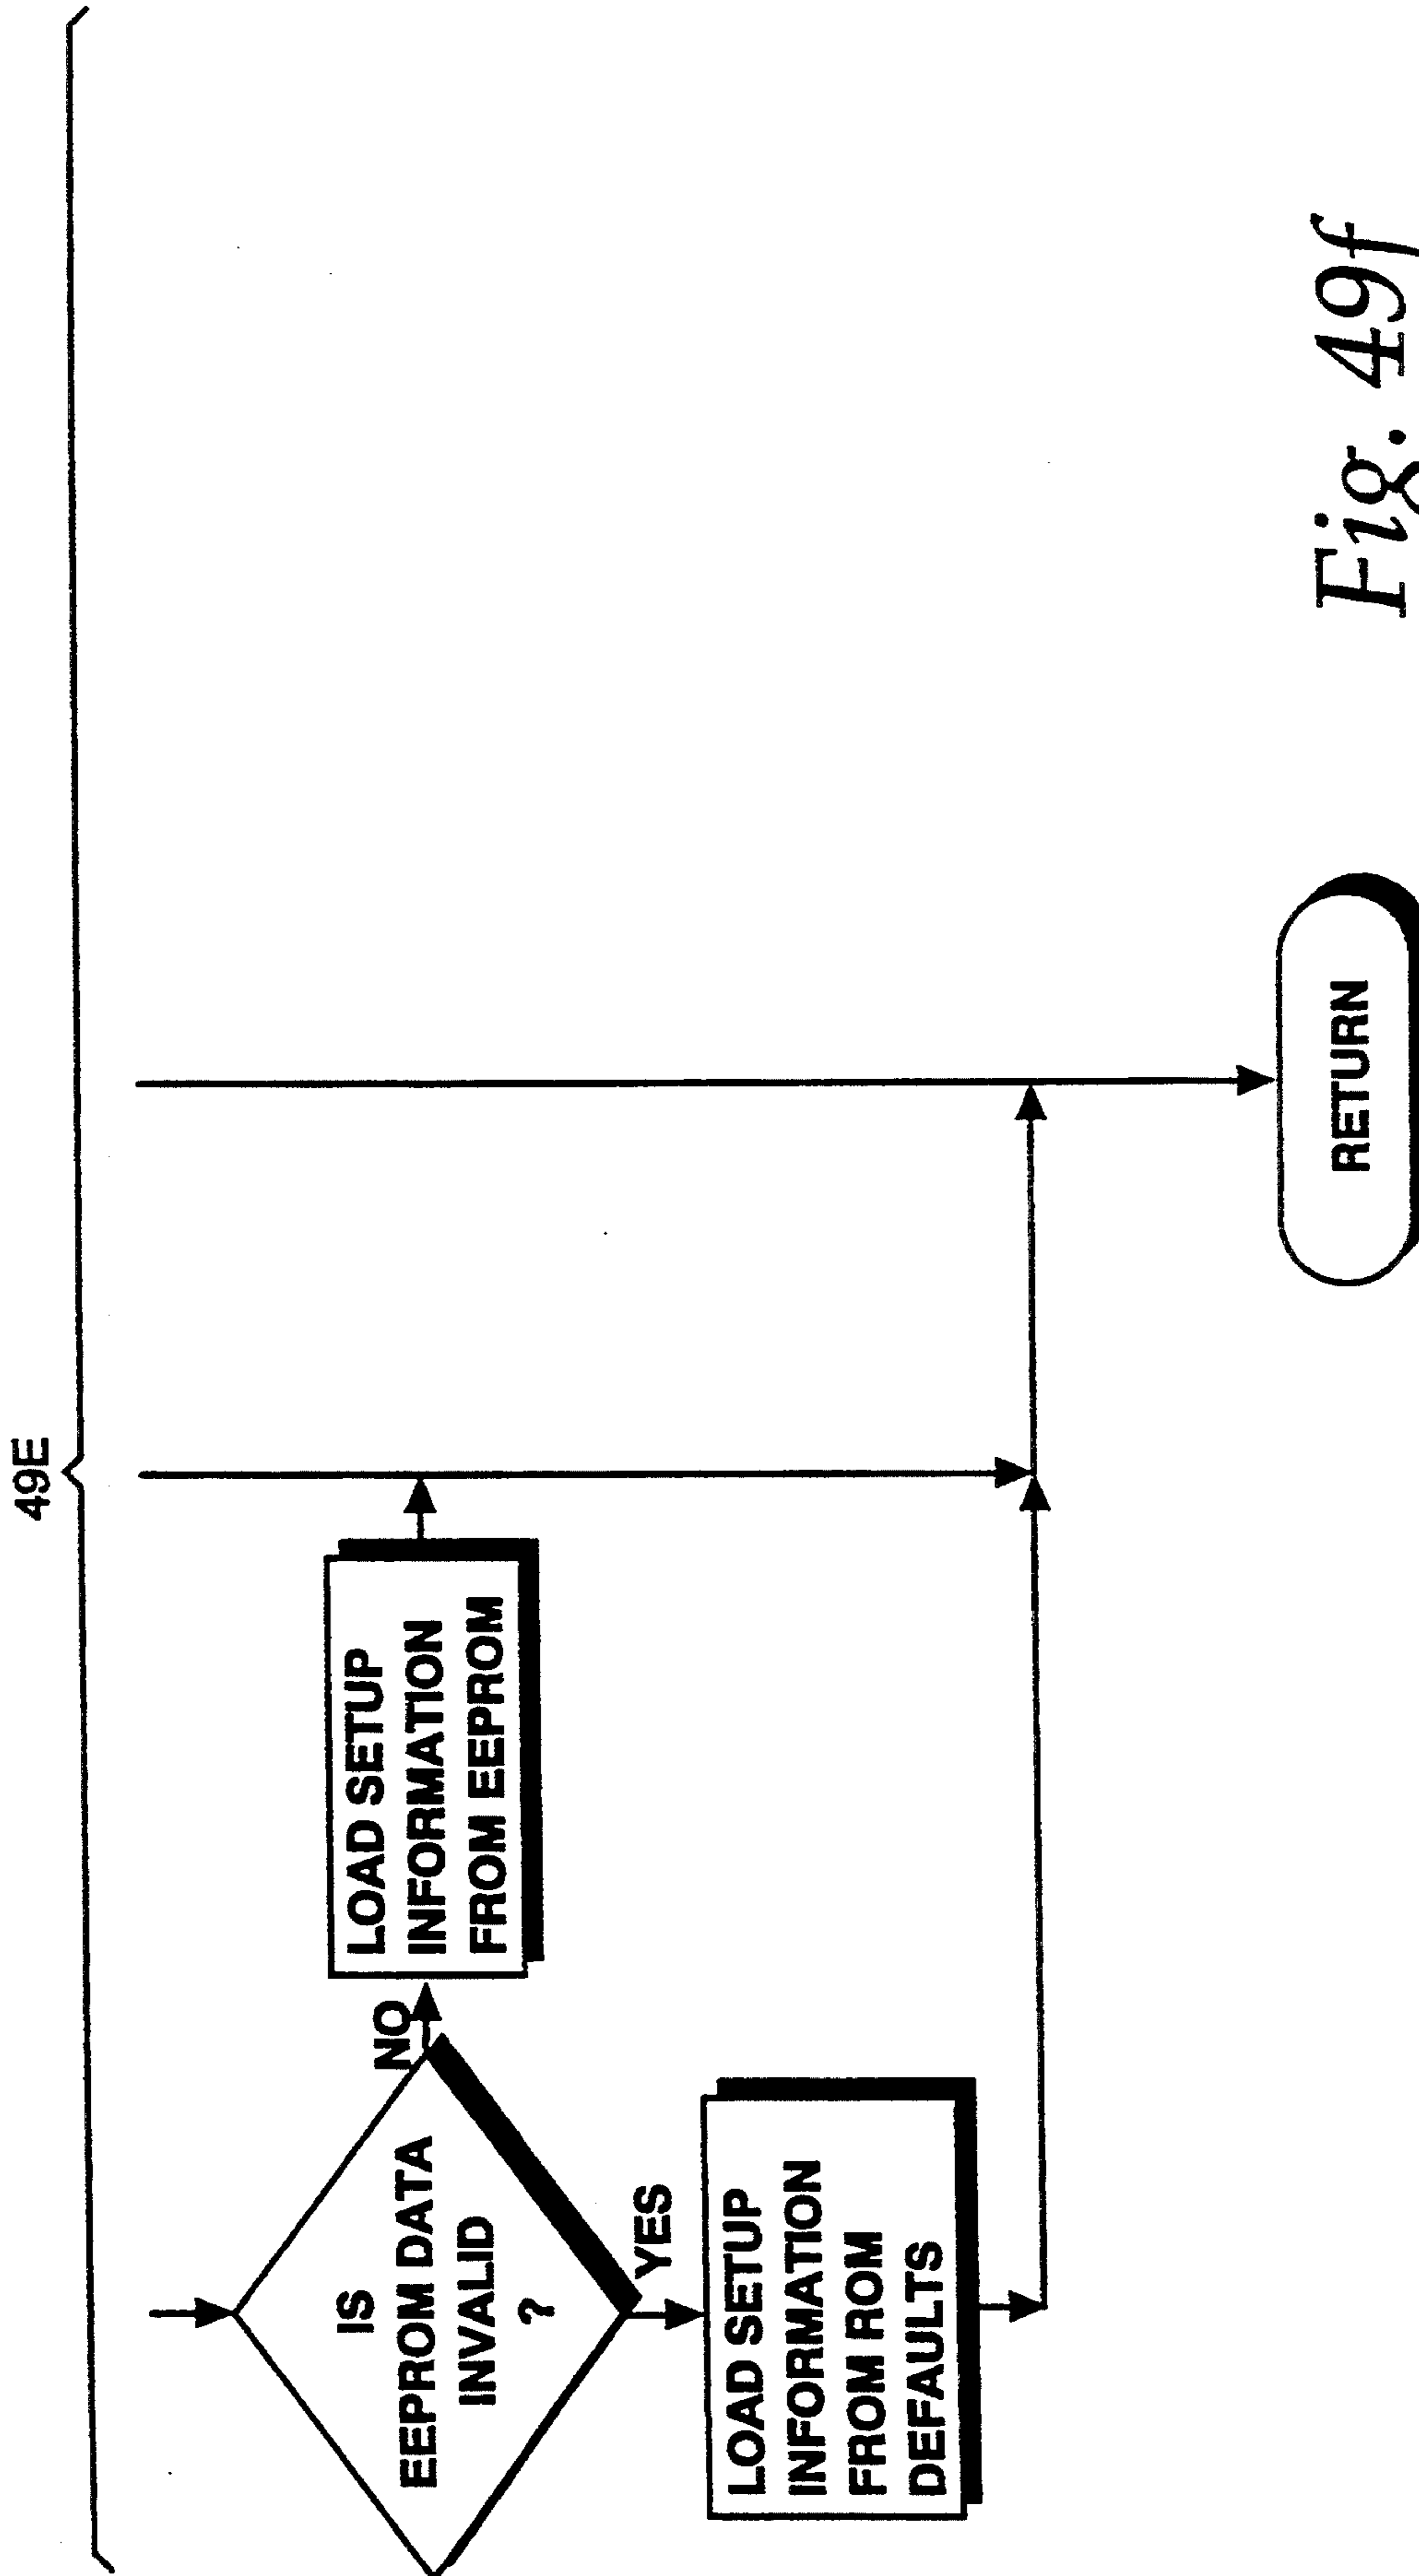 49E
IS
EEPROM DATA
INVALID
?
NO
LOAD SETUP
INFORMATION
FROM EEPROM
YES
LOAD SETUP
INFORMATION
FROM ROM
DEFAULTS
RETURN
Fig. 49f